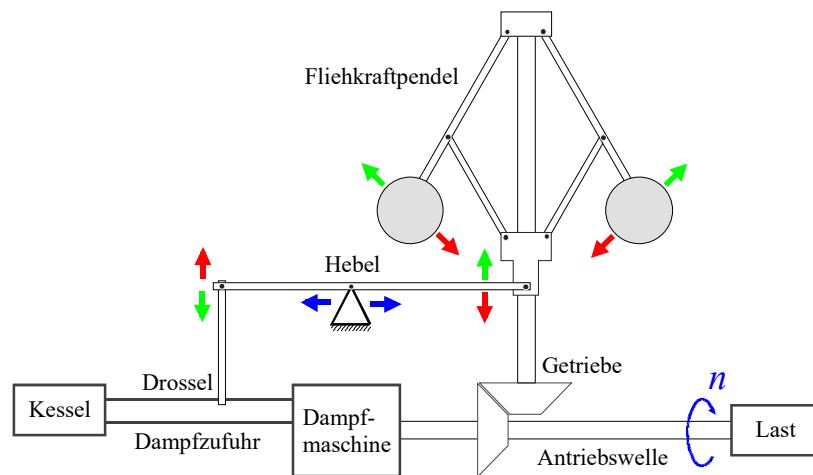 Fliehkraftpendel
Hebel
Getriebe
Drossel
Kessel
Dampfzufuhr
Dampf-
maschine
Antriebswelle
n
Last